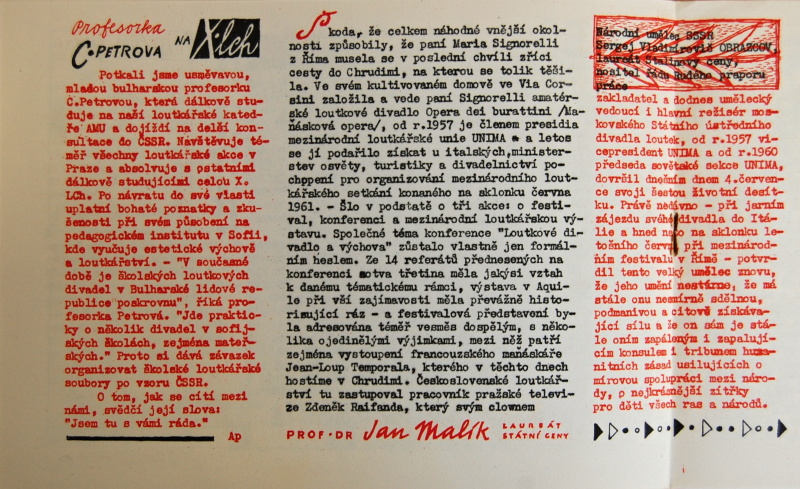 Profesorka
C. PETROVA NA X.lch
Potkali jsme usměvavou,
mladou bulharskou profesorku
C.Petrovou, která dálkově stu-
duje na naší loutkářské kated-
ře AMU a dojíždí na delší kon-
sultace do ČSSR. Navštěvuje té-
měř všechny loutkářské akce v
Praze a absolvuje s ostatními
dálkově studujícími celou X.
LCh. Po návratu do své vlasti
uplatní bohaté poznatky a zku-
šenosti při svém působení na
pedagogickém institutu v Sofii,
kde vyučuje estetické výchově
a loutkářství. - "V současné
době je školských loutkových
divadel v Bulharské lidové re-
publice poskrovnu", říká pro-
fesorka Petrová. "Jde praktic-
ky o několik divadel v sofij-
ských školách, zejména mateř-
ských." Proto si dává závazek
organizovat školské loutkářské
soubory po vzoru ČSSR.
O tom, jak se cítí mezi
námi, svědčí její slova:
"Jsem tu s vámi ráda."
Ap
Škoda, že celkem náhodné vnější okol-
nosti způsobily, že paní Maria Signorelli
z Říma musela se v poslední chvíli zříci
cesty do Chrudimi, na kterou se tolik těši-
la. Ve svém kultivovaném domově ve Via Cor-
sini založila a vede paní Signorelli amatér-
ské loutkové divadlo Opera dei burattini /Ma-
ňásková opera/, od r.1957 je členem presidia
mezinárodní loutkářské unie UNIMA a letos
se jí podařilo získat u italských,minister-
stev osvěty, turistiky a divadelnictví po-
chopení pro organizování mezinárodního lout-
kářského setkání konaného na sklonku června
1961. - Šlo v podstatě o tři akce: o festi-
val, konferenci a mezinárodní loutkářskou vý-
stavu. Společné téma konference "Loutkové di-
vadlo a výchova" zůstalo vlastně jen formál-
ním heslem. Ze 14 referátů přednesených na
konferenci sotva třetina měla jakýsi vztah
k danému tématickému rámci, výstava v Aqui-
le při vší zajímavosti měla převážně histo-
risující ráz - a festivalová představení by-
la adresována téměř vesměs dospělým, s něko-
lika ojedinělými výjimkami, mezi něž patří
zejména vystoupení francouzského maňáskáře
Jean-Loup Temporala, kterého v těchto dnech
hostíme v Chrudimi. Československé loutkář-
ství tu zastupoval pracovník pražské televi-
ze Zdeněk Raifanda, který svým clownem
PROF·DR Jan Malík LAUREÁT
STÁTNÍ CENY
Národní umělec SSSR
Sergej Vladimírovič OBRAZCOV,
laureát Stalinovy ceny,
nositel řádu Rudého praporu
práce
zakladatel a dodnes umělecký
vedoucí i hlavní režisér mos-
kovského Státního ústředního
divadla loutek, od r.1957 vi-
cepresident UNIMA a od r.1960
předseda sovětské sekce UNIMA,
dovršil dnešním dnem 4.červen-
ce svoji šestou životní desít-
ku. Právě nedávno - při jarním
zájezdu svého divadla do Itá-
lie a hned na o na sklonku le-
tošního června při mezinárod-
ním festivalu v Římě - potvr-
dil tento velký umělec znovu,
že jeho umění nestárne, že má
stále onu nesmírně sdělnou,
podmanivou a citově získáva-
jící sílu a že on sám je stá-
le oním zapáleným i zapalují-
cím konsulem i tribunem huma-
nitních zásad usilujících o
mírovou spolupráci mezi náro-
dy, o nejkrásnější zítřky
pro děti všech ras a národů.